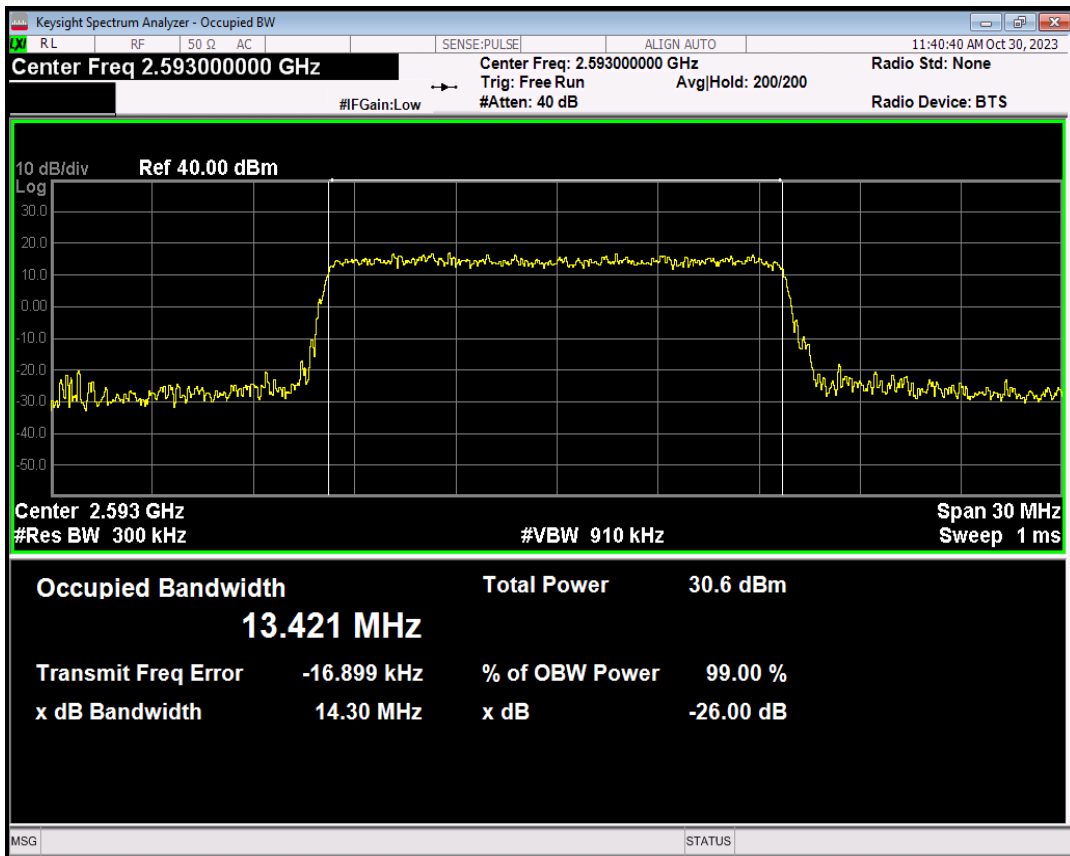 Keysight Spectrum Analyzer - Occupied BW
LXI RL RF 50 Ω AC SENSE:PULSE ALIGN AUTO 11:40:40 AM Oct 30, 2023
Center Freq 2.593000000 GHz Center Freq: 2.593000000 GHz Radio Std: None
Trig: Free Run Avg|Hold: 200/200
#IFGain:Low #Atten: 40 dB Radio Device: BTS
10 dB/div Ref 40.00 dBm
Log
30.0
20.0
10.0
0.00
-10.0
-20.0
-30.0
-40.0
-50.0
Center 2.593 GHz Span 30 MHz
#Res BW 300 kHz #VBW 910 kHz Sweep 1 ms
Occupied Bandwidth Total Power 30.6 dBm
13.421 MHz
Transmit Freq Error -16.899 kHz % of OBW Power 99.00 %
x dB Bandwidth 14.30 MHz x dB -26.00 dB
MSG STATUS